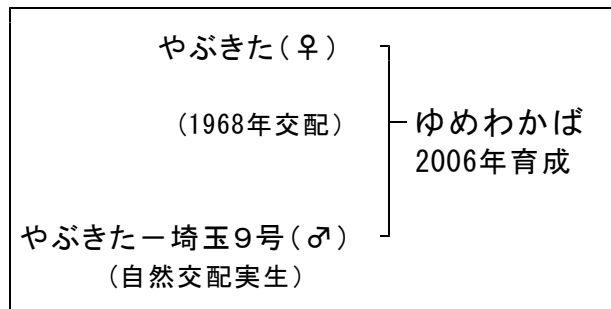 やぶきた(♀)
(1968年交配)
ゆめわかば
2006年育成
やぶきたー埼玉9号(♂)
(自然交配実生)